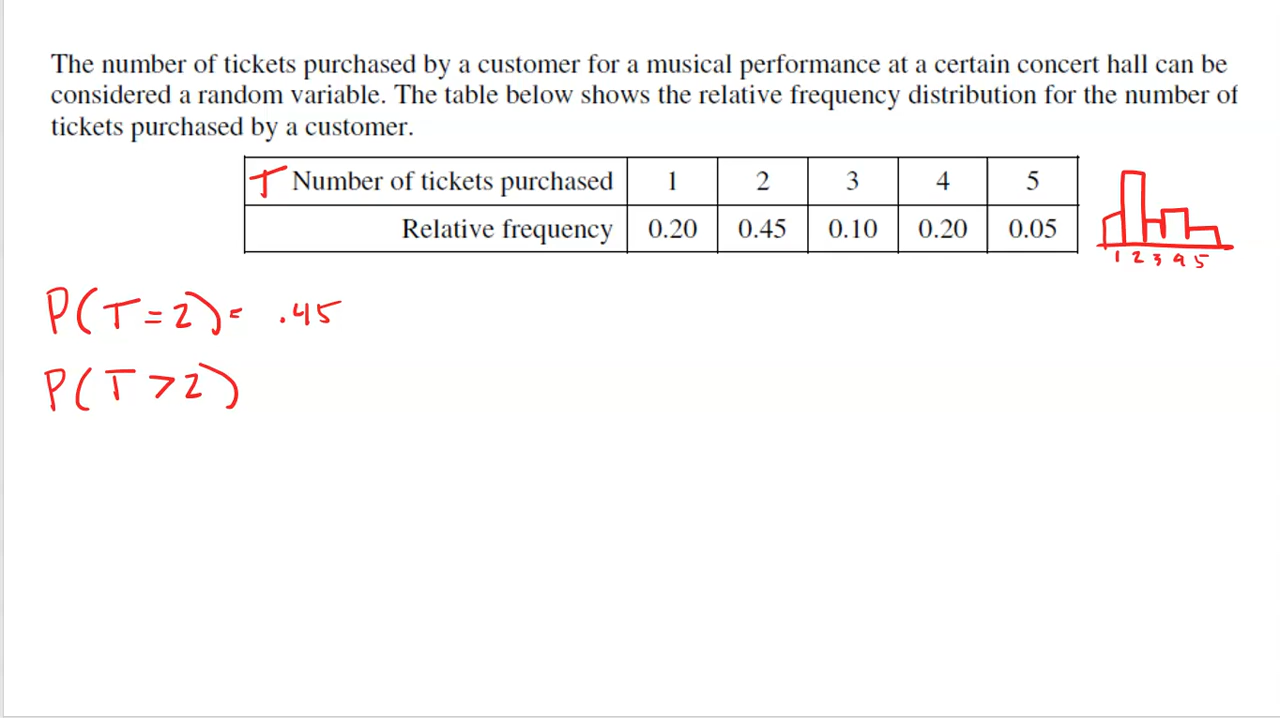 The number of tickets purchased by a customer for a musical performance at a certain concert hall can be
considered a random variable. The table below shows the relative frequency distribution for the number of
tickets purchased by a customer.
T Number of tickets purchased 1 2 3 4 5
Relative frequency 0.20 0.45 0.10 0.20 0.05
1 2 3 4 5
P(T=2)= .45
P(T>2)